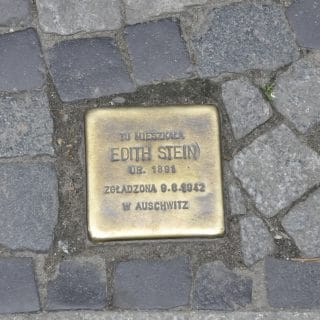 TU MIESZKAŁA
EDITH STEIN
UR. 1891
ZGŁADZONA 9.8.1942
W AUSCHWITZ